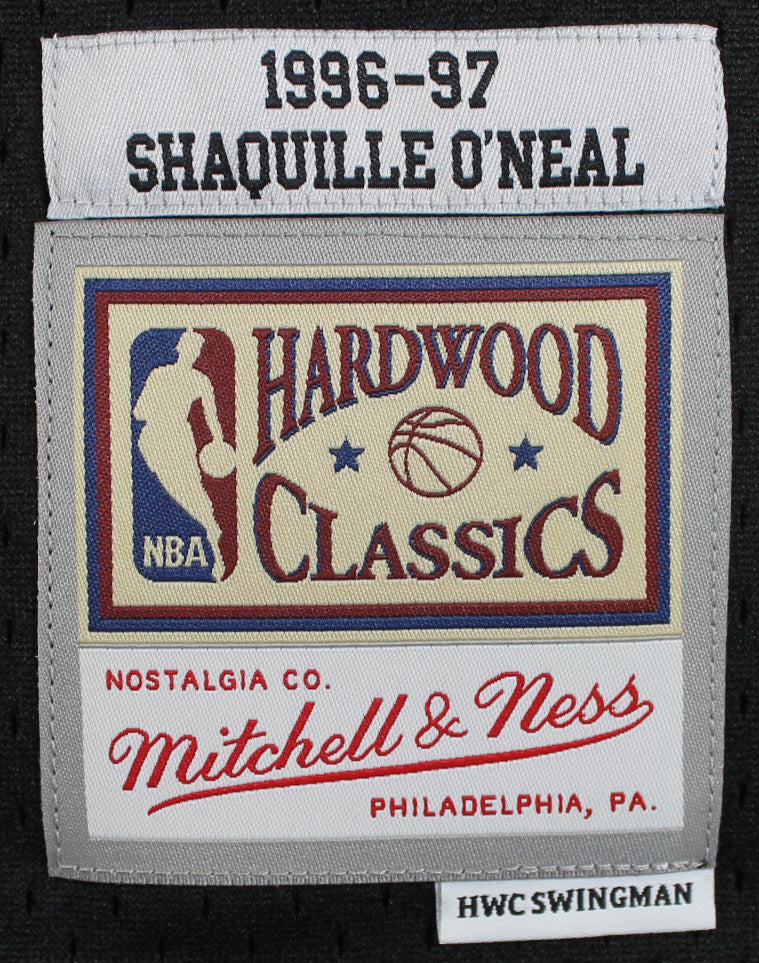 1996-97
SHAQUILLE O'NEAL
HARDWOOD
CLASSICS
NBA
NOSTALGIA CO.
Mitchell & Ness
PHILADELPHIA, PA.
HWC SWINGMAN